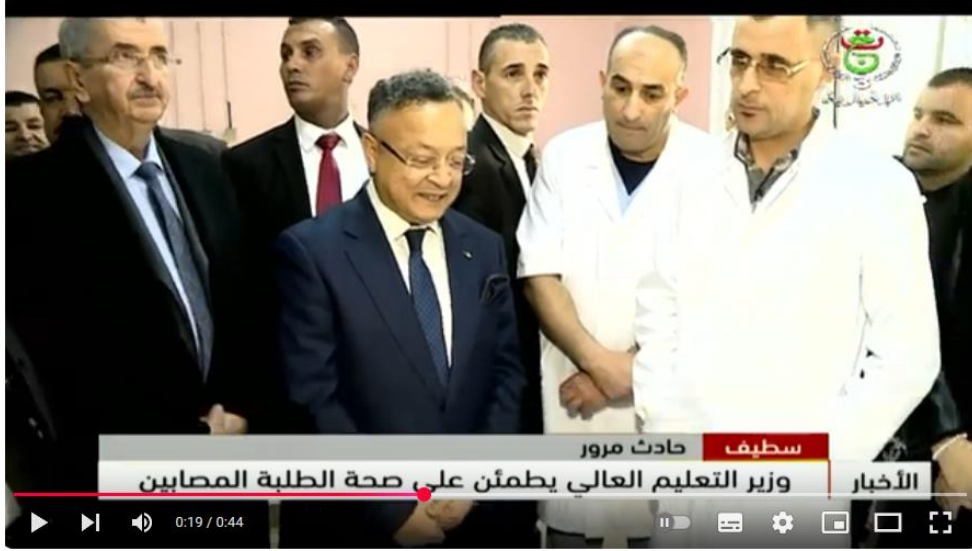 سطيف
حادث مرور
الأخبار
وزير التعليم العالي يطمئن على صحة الطلبة المصابين
0:19 / 0:44